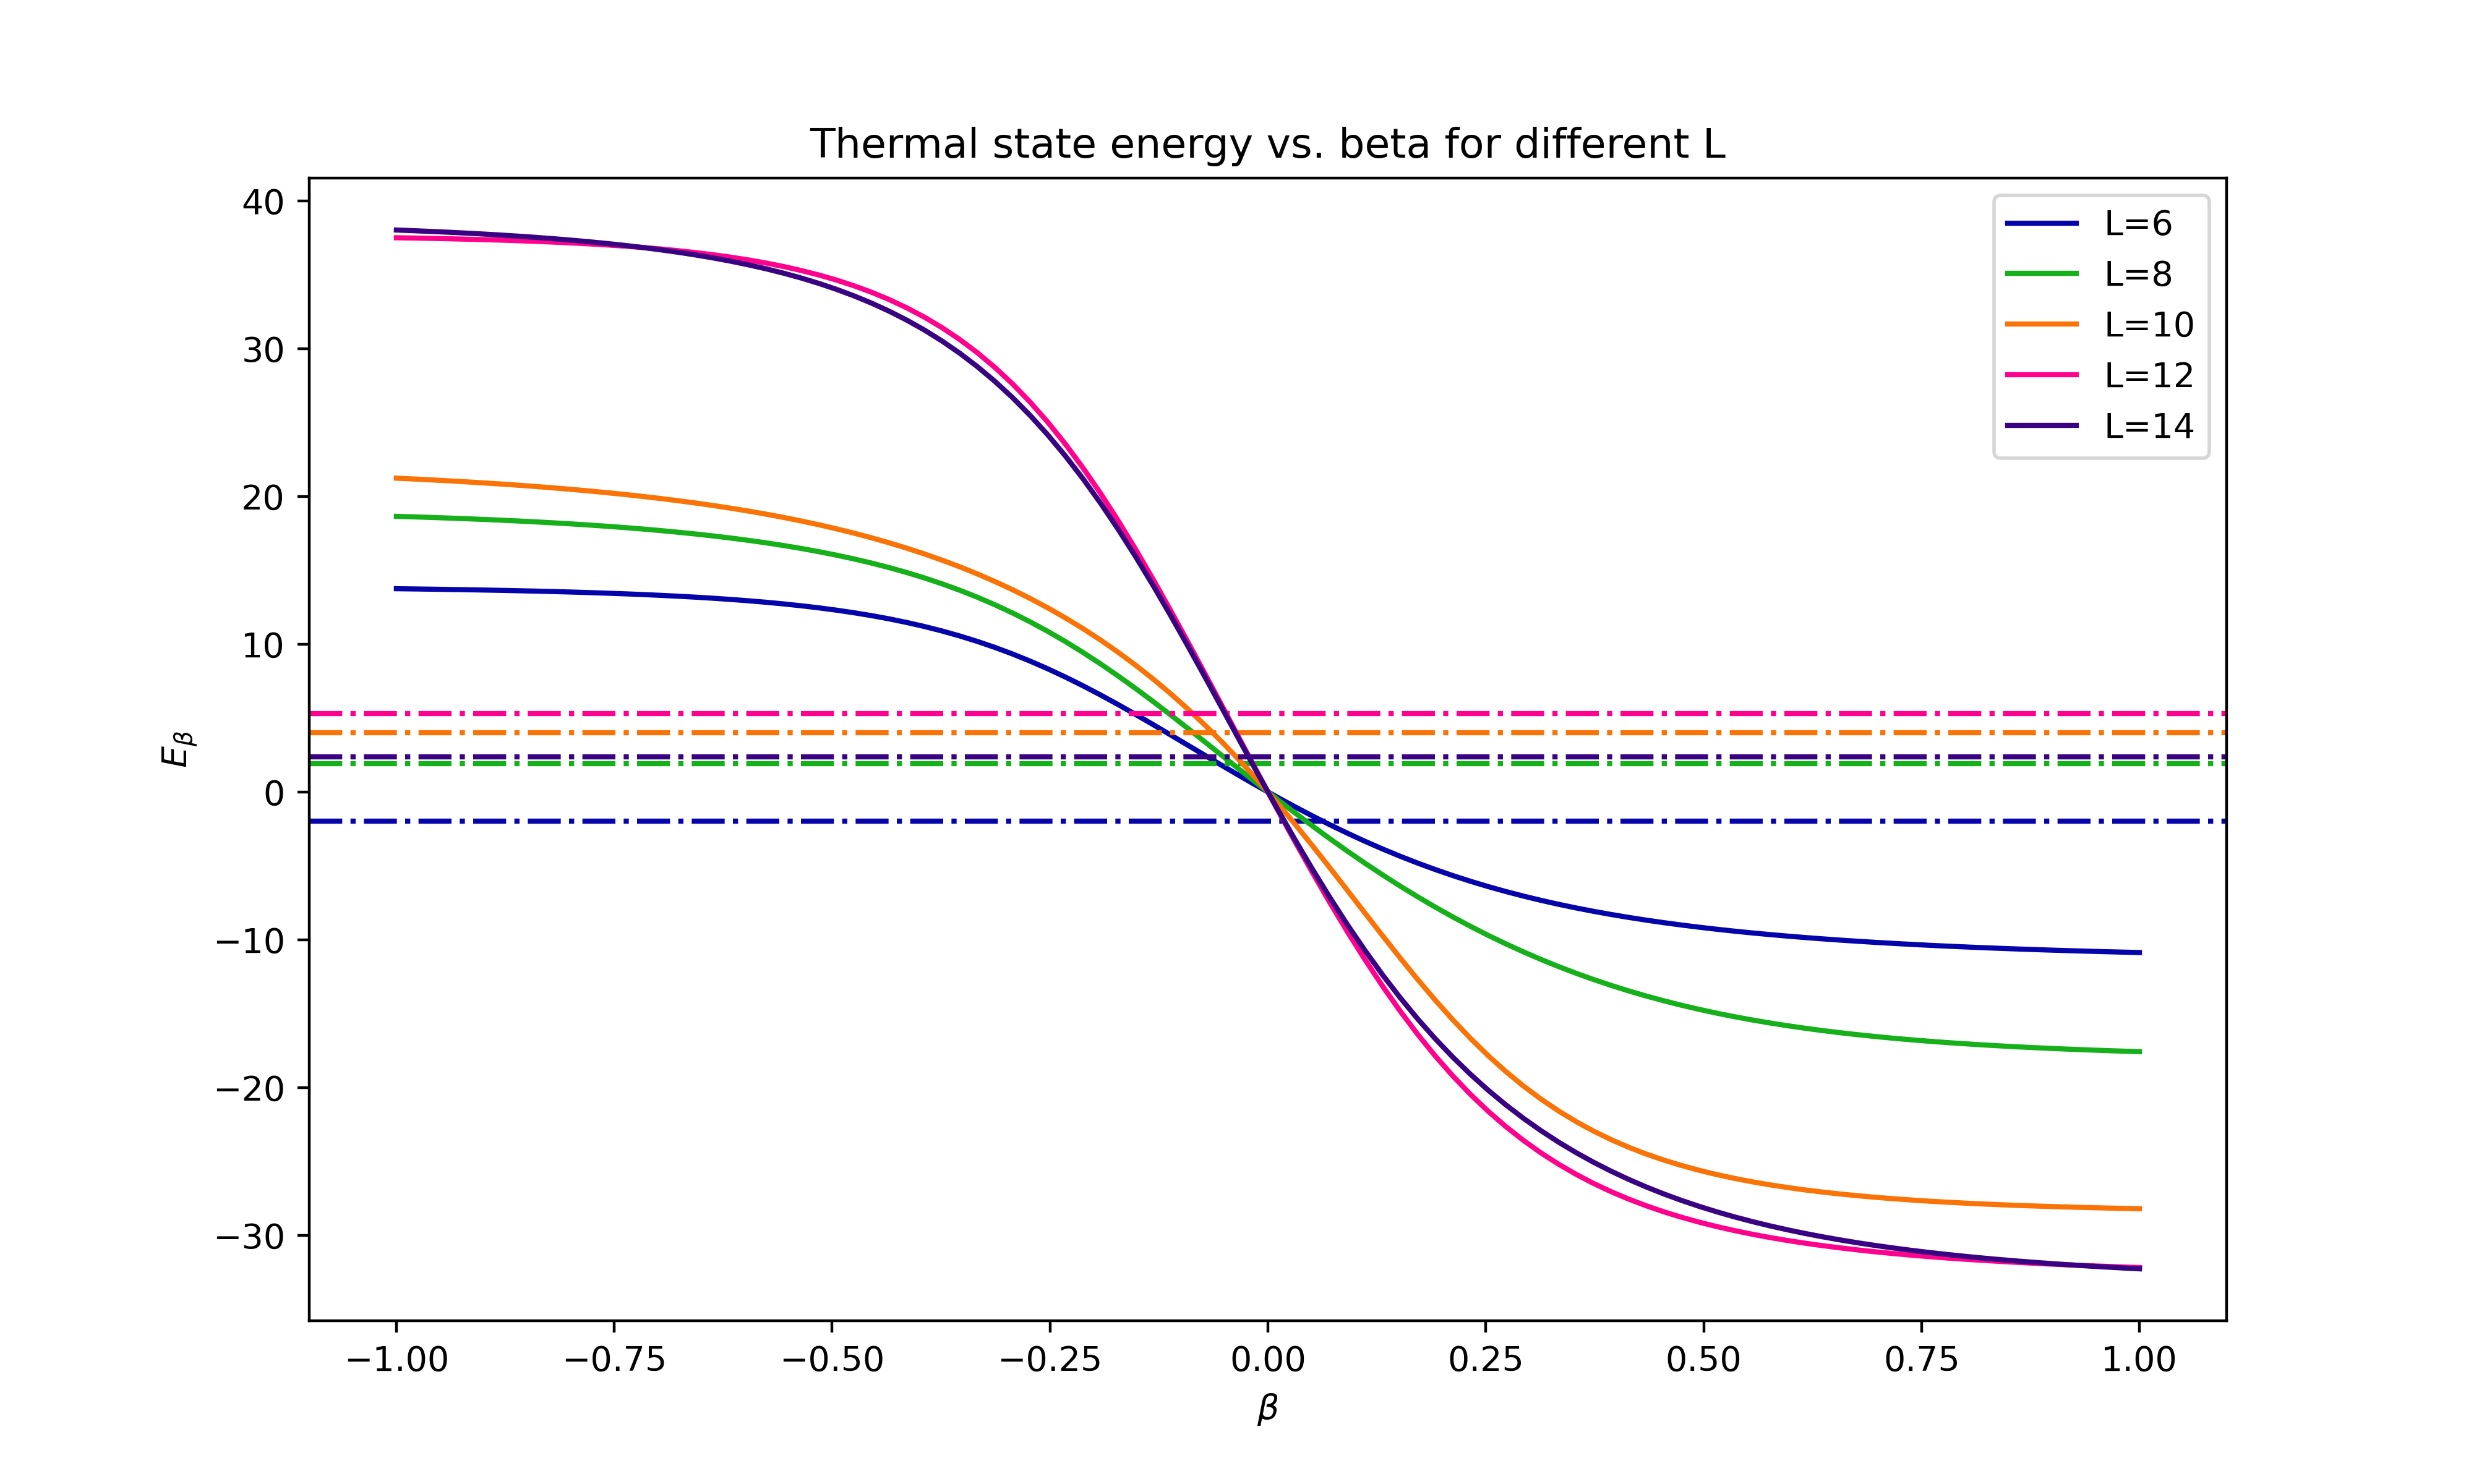 Thermal state energy vs. beta for different L
40
30
20
10
0
−10
−20
−30
Eβ
L=6
L=8
L=10
L=12
L=14
−1.00 −0.75 −0.50 −0.25 0.00 0.25 0.50 0.75 1.00
β